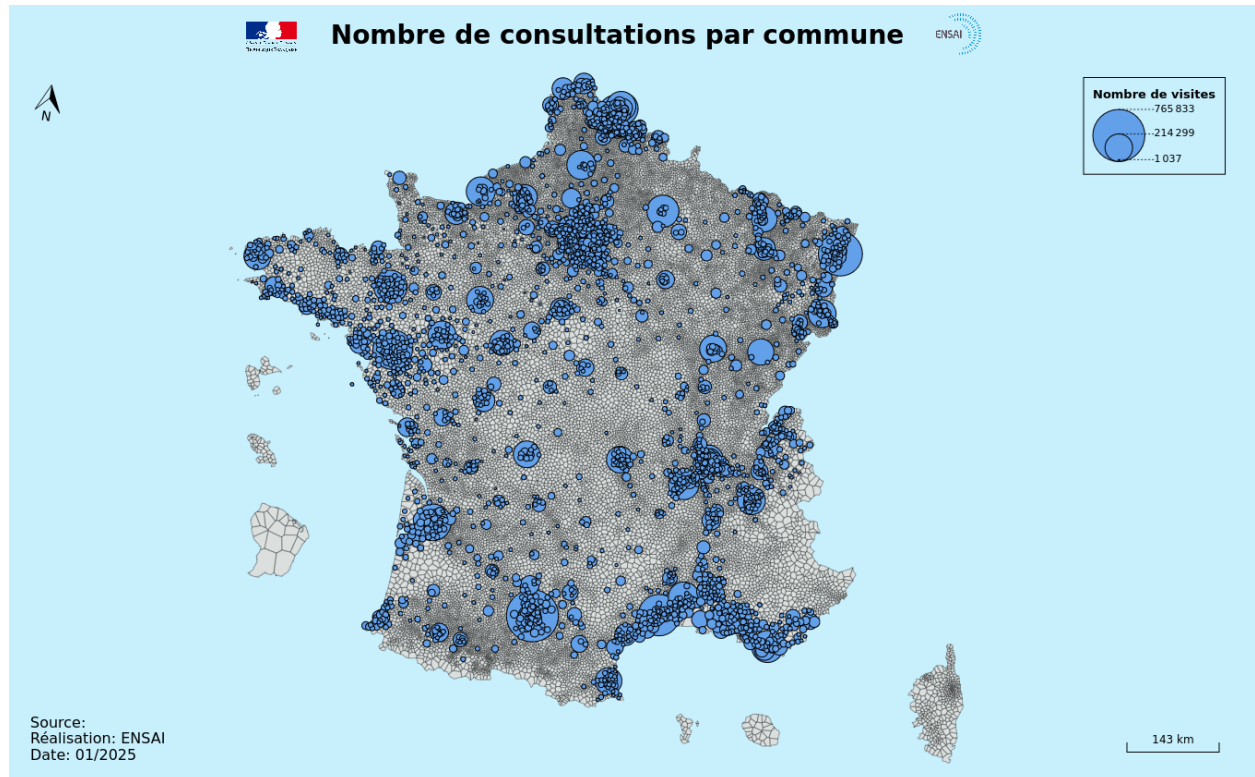 Nombre de consultations par commune
ENSAI
N
Nombre de visites
765 833
214 299
1 037
Source:
Réalisation: ENSAI
Date: 01/2025
143 km